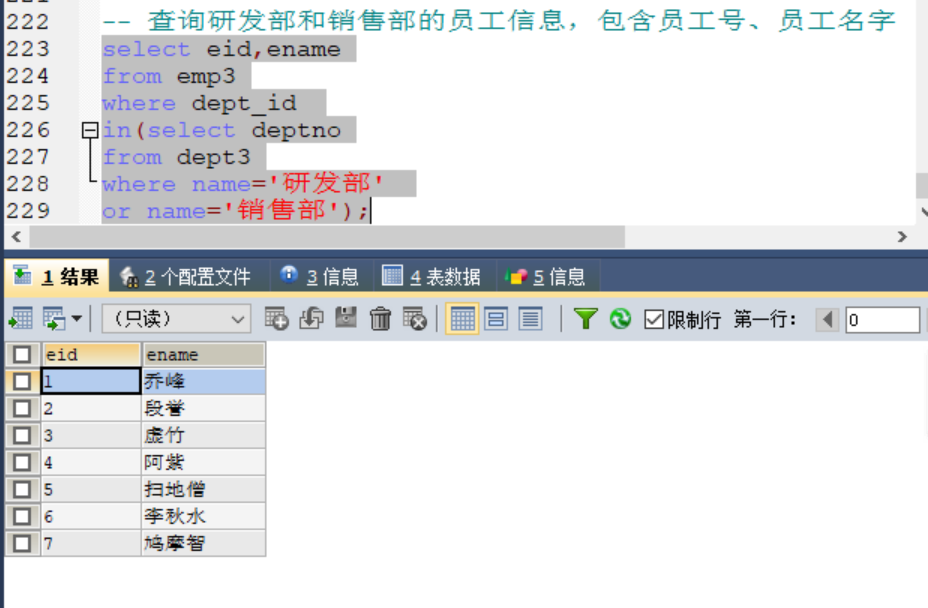 222 -- 查询研发部和销售部的员工信息，包含员工号、员工名字
223 select eid,ename
224 from emp3
225 where dept_id
226 in(select deptno
227 from dept3
228 where name='研发部'
229 or name='销售部');
1 结果 2 个配置文件 3 信息 4 表数据 5 信息
（只读） 限制行 第一行: 0
eid ename
1 乔峰
2 段誉
3 虚竹
4 阿紫
5 扫地僧
6 李秋水
7 鸠摩智